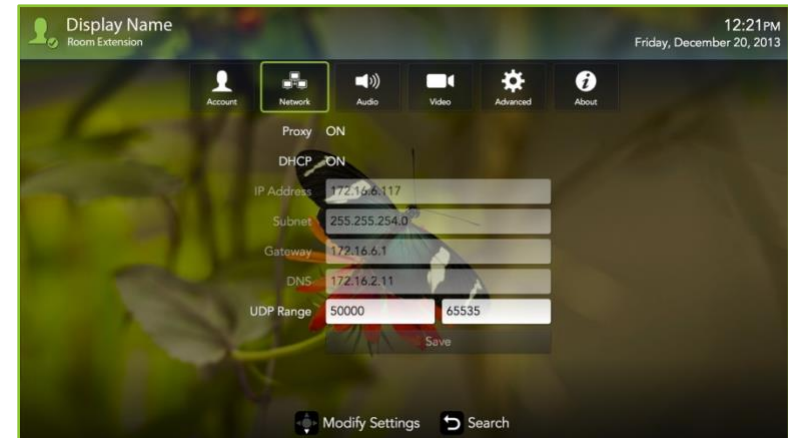 Display Name
Room Extension
12:21PM
Friday, December 20, 2013
Account Network Audio Video Advanced About
Proxy ON
DHCP ON
IP Address 172.16.6.117
Subnet 255.255.254.0
Gateway 172.16.6.1
DNS 172.16.2.11
UDP Range 50000 65535
Save
Modify Settings Search